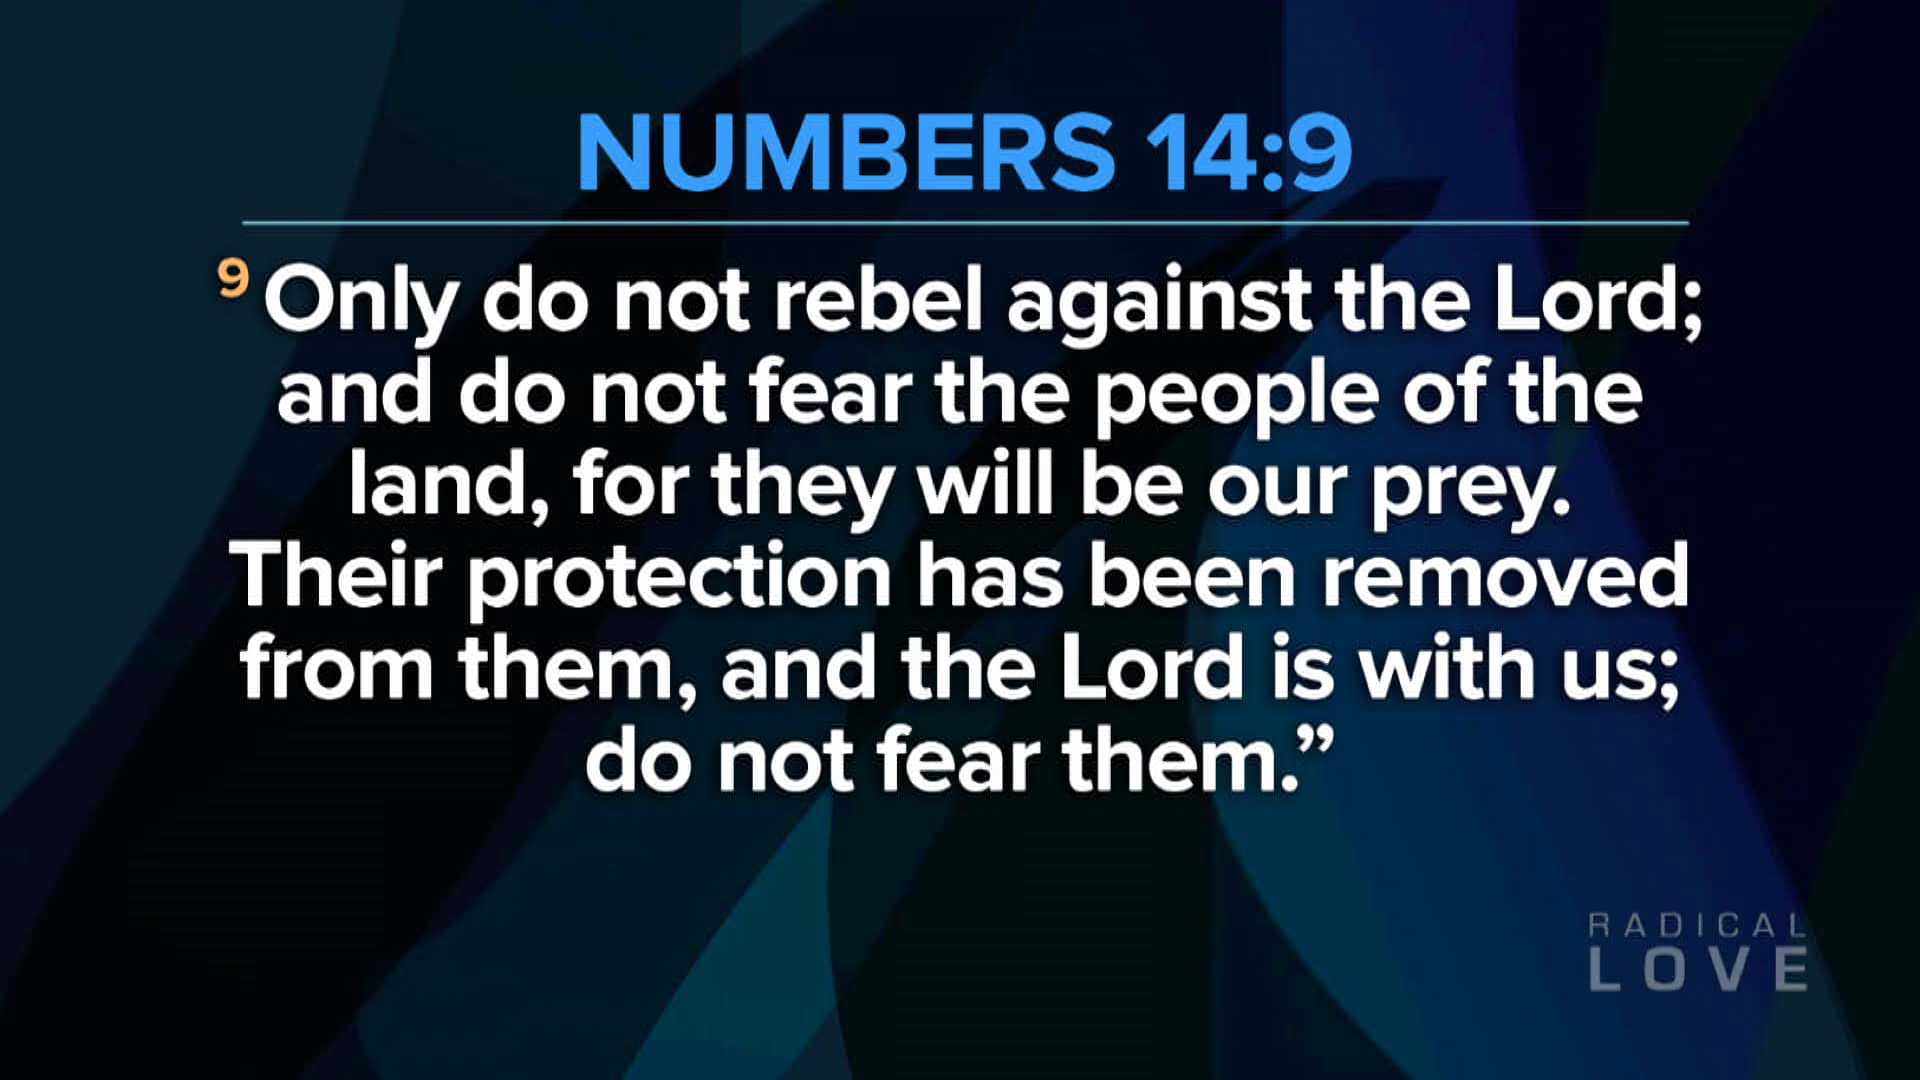 NUMBERS 14:9
9 Only do not rebel against the Lord;
and do not fear the people of the
land, for they will be our prey.
Their protection has been removed
from them, and the Lord is with us;
do not fear them.”
RADICAL
LOVE